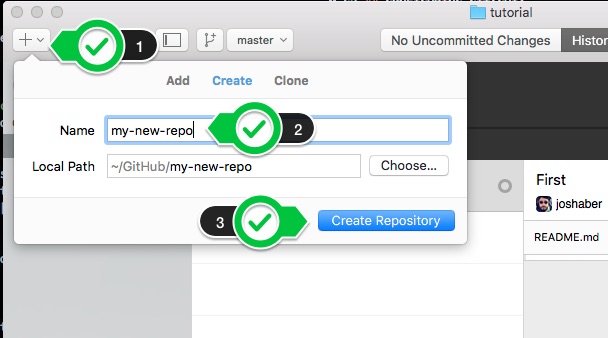 tutorial
1
master
No Uncommitted Changes
Histor
Add Create Clone
Name my-new-repo 2
Local Path ~/GitHub/my-new-repo Choose...
3 Create Repository
First
joshaber
README.md